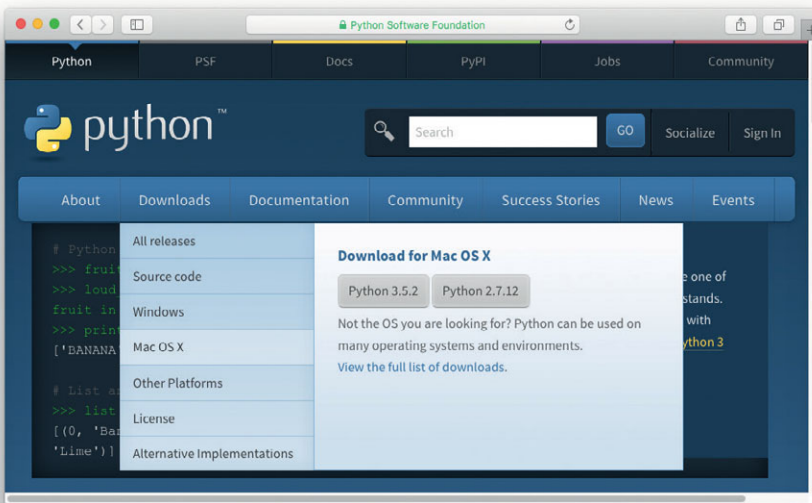 Python Software Foundation
Python PSF Docs PyPI Jobs Community
python™
Search GO Socialize Sign In
About Downloads Documentation Community Success Stories News Events
# Python
>>> fruit
>>> loud
fruit in
>>> print
['BANANA'
# List a
>>> list
[(0, 'Ba
'Lime')]
All releases
Source code
Windows
Mac OS X
Other Platforms
License
Alternative Implementations
Download for Mac OS X
Python 3.5.2 Python 2.7.12
Not the OS you are looking for? Python can be used on
many operating systems and environments.
View the full list of downloads.
one of
stands.
with
ython 3